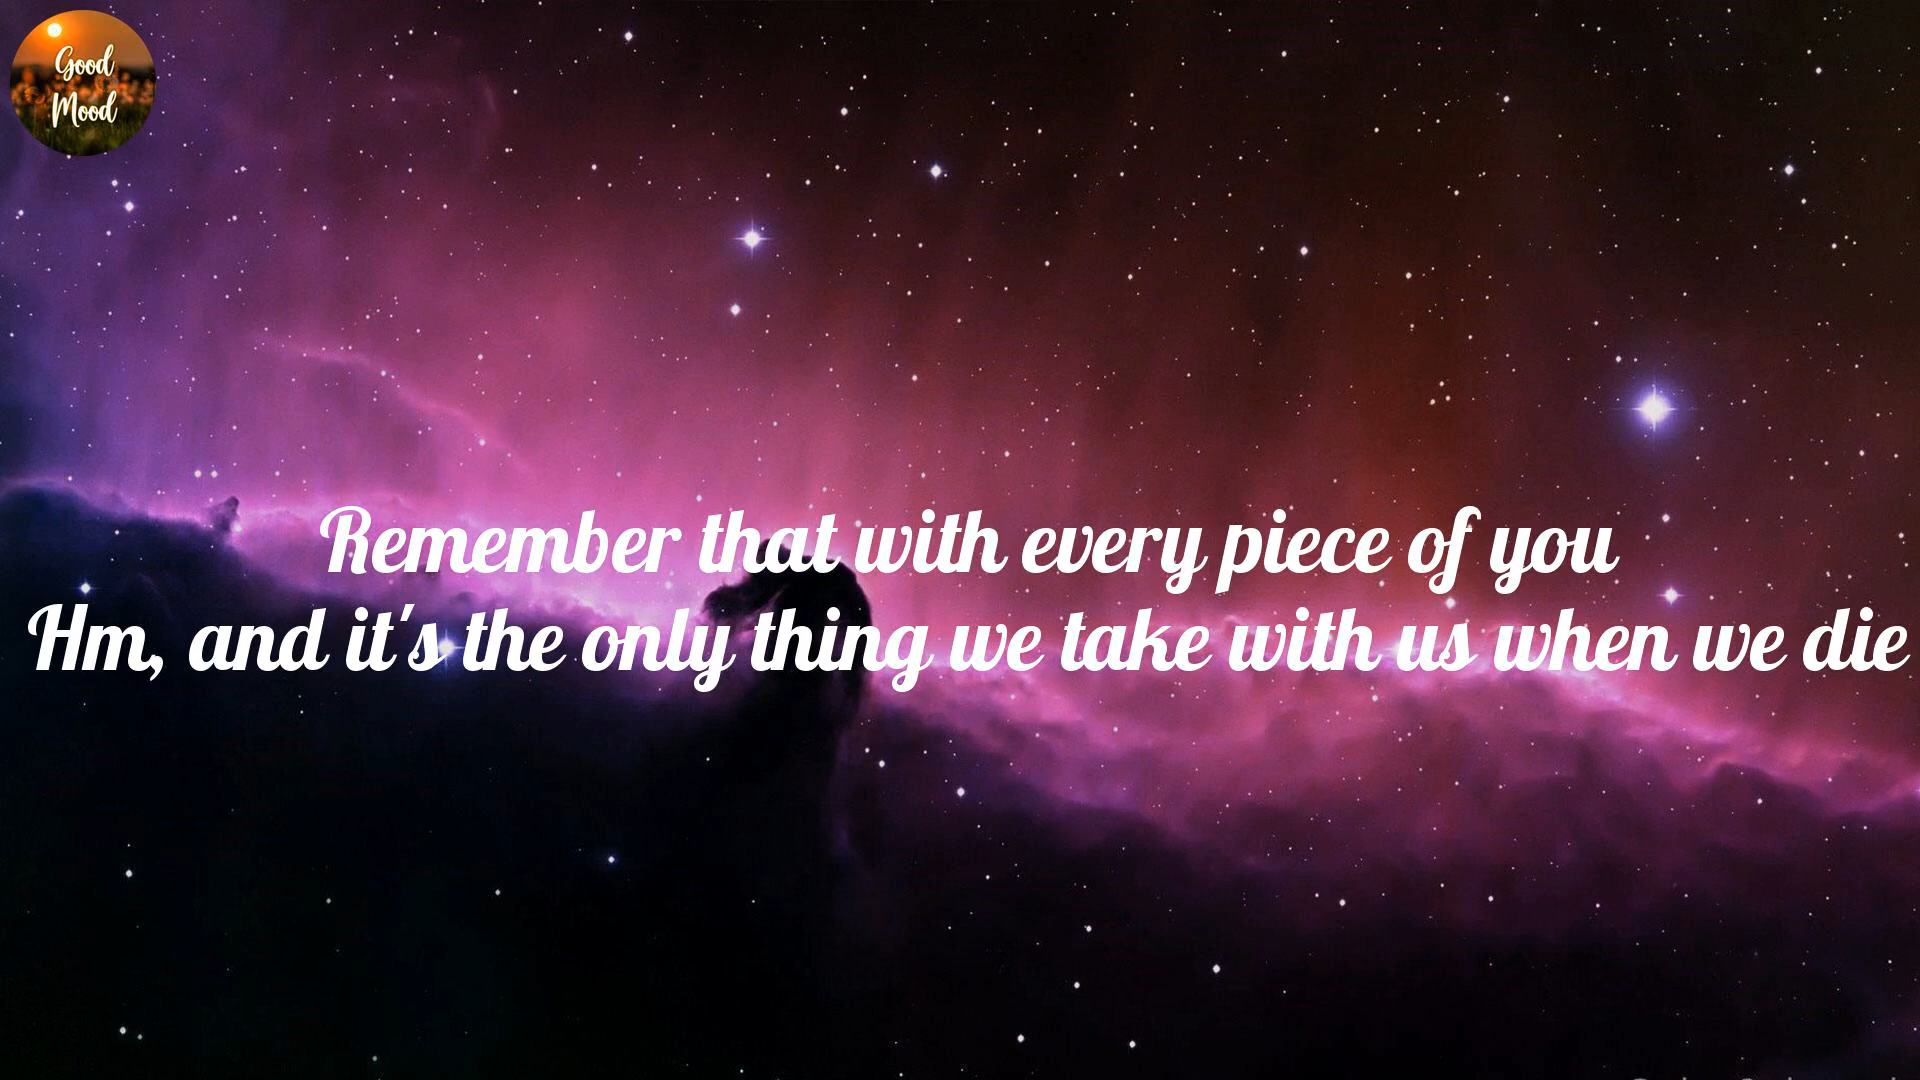 Good
Mood
Remember that with every piece of you
Hm, and it's the only thing we take with us when we die